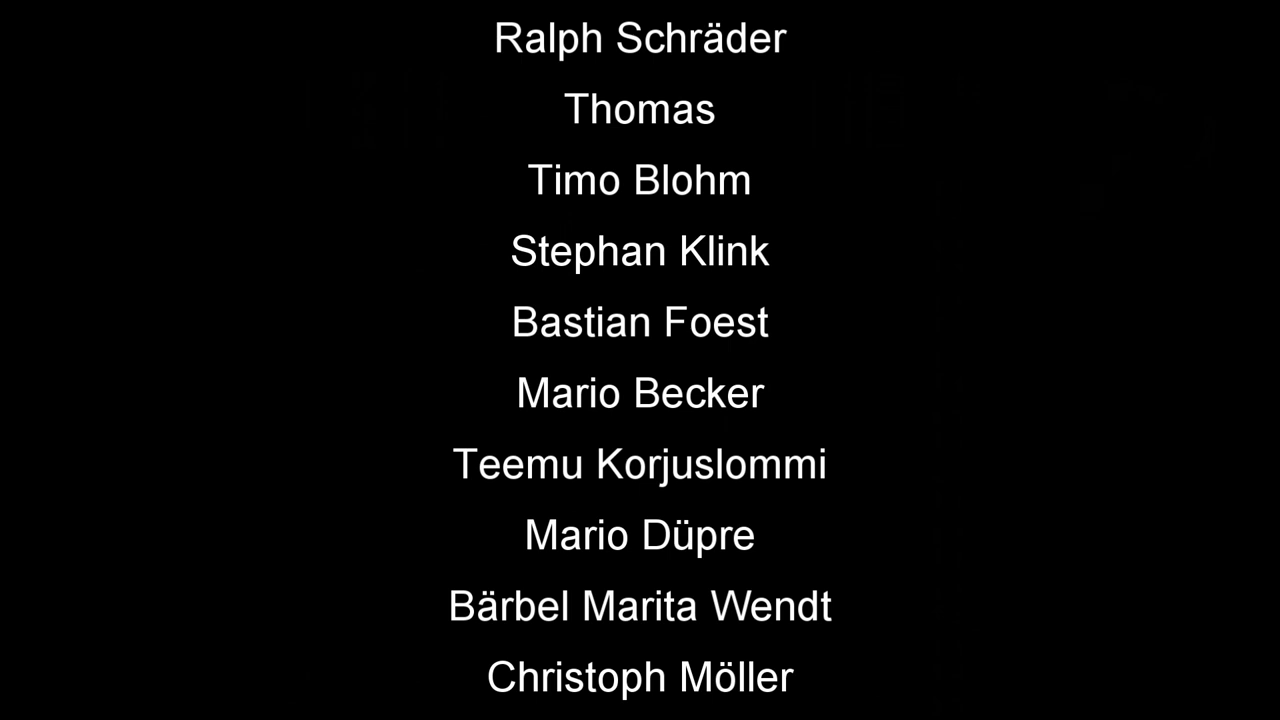 Ralph Schräder
Thomas
Timo Blohm
Stephan Klink
Bastian Foest
Mario Becker
Teemu Korjuslommi
Mario Düpre
Bärbel Marita Wendt
Christoph Möller